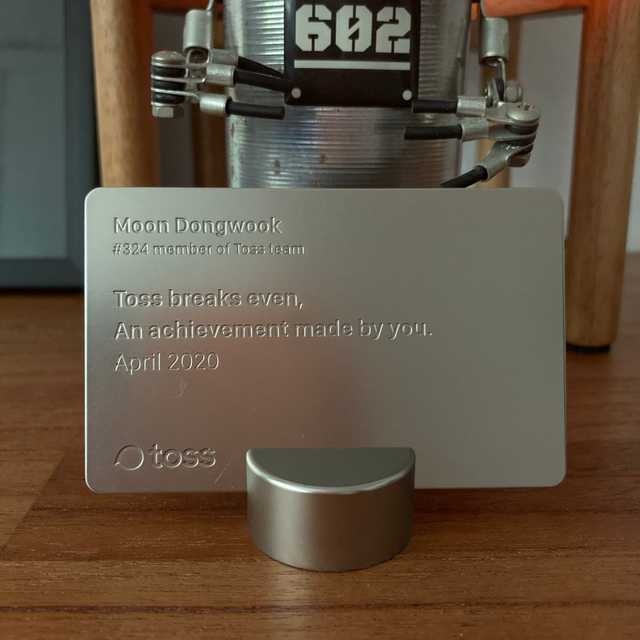 602
Moon Dongwook
#324 member of Toss team
Toss breaks even,
An achievement made by you.
April 2020
toss